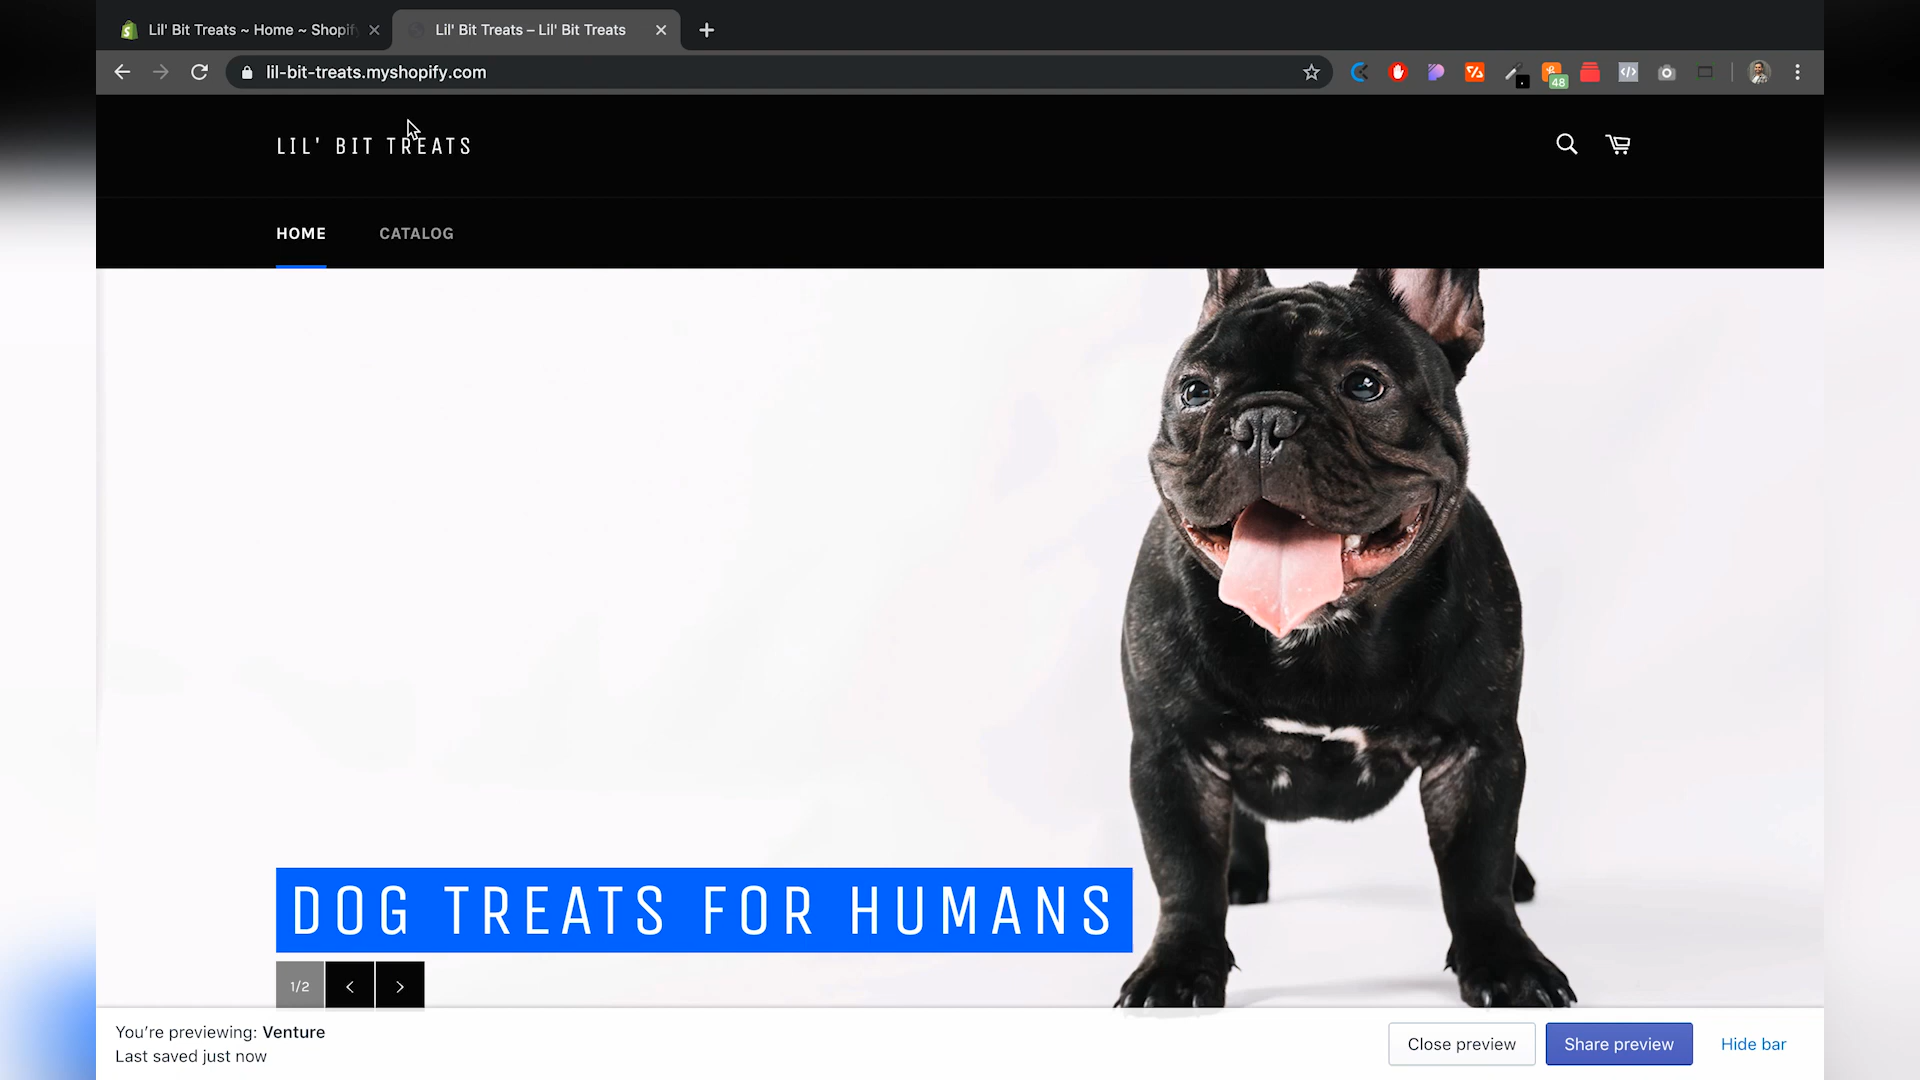 Lil' Bit Treats ~ Home ~ Shopif
Lil' Bit Treats – Lil' Bit Treats
lil-bit-treats.myshopify.com
48
LIL' BIT TREATS
HOME
CATALOG
DOG TREATS FOR HUMANS
1/2
You're previewing: Venture
Last saved just now
Close preview
Share preview
Hide bar